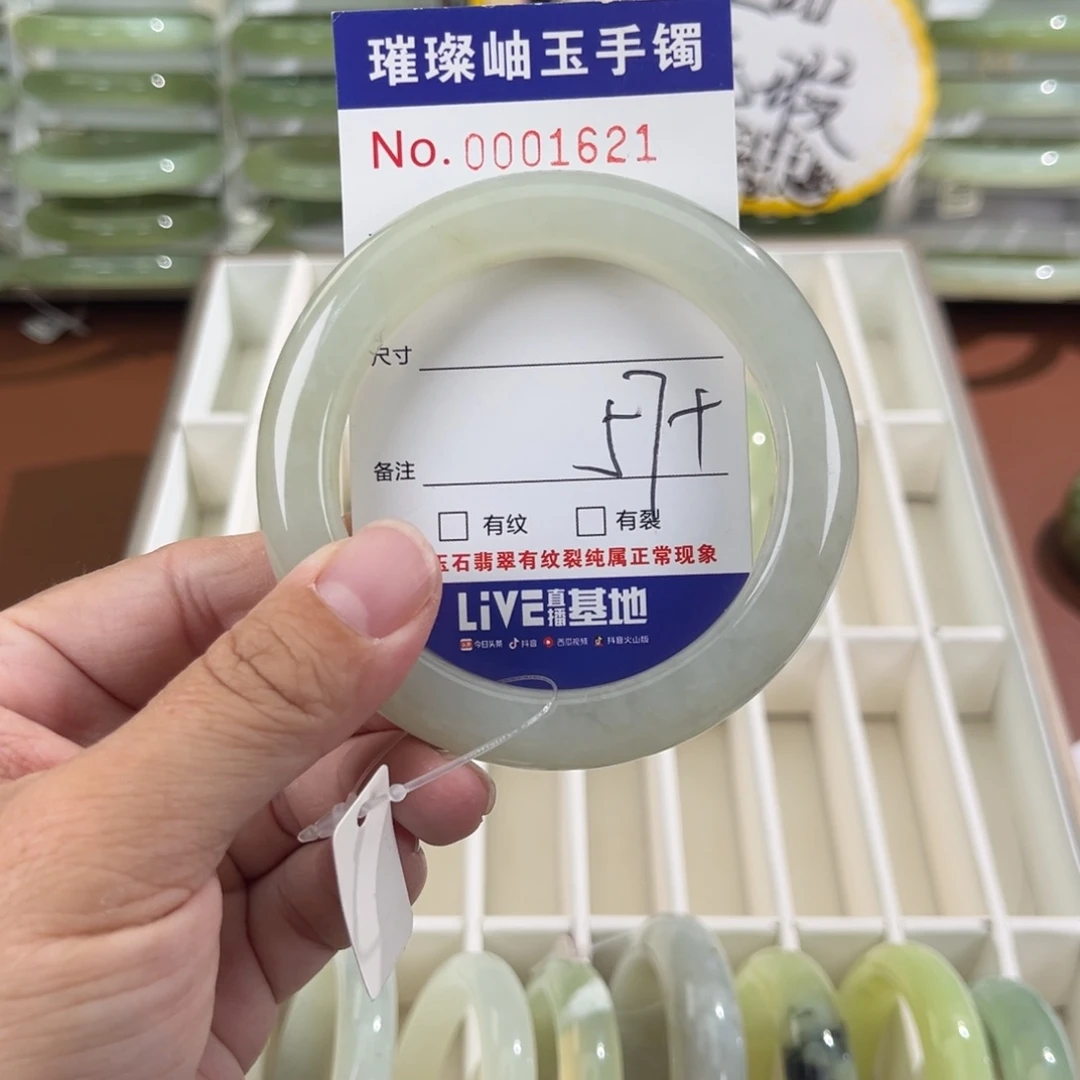 璀璨岫玉手镯
No. 0001621
尺寸
57+
备注
有纹 有裂
玉石翡翠有纹裂纯属正常现象
LiVE直播基地
今日头条 抖音 西瓜视频 抖音火山版